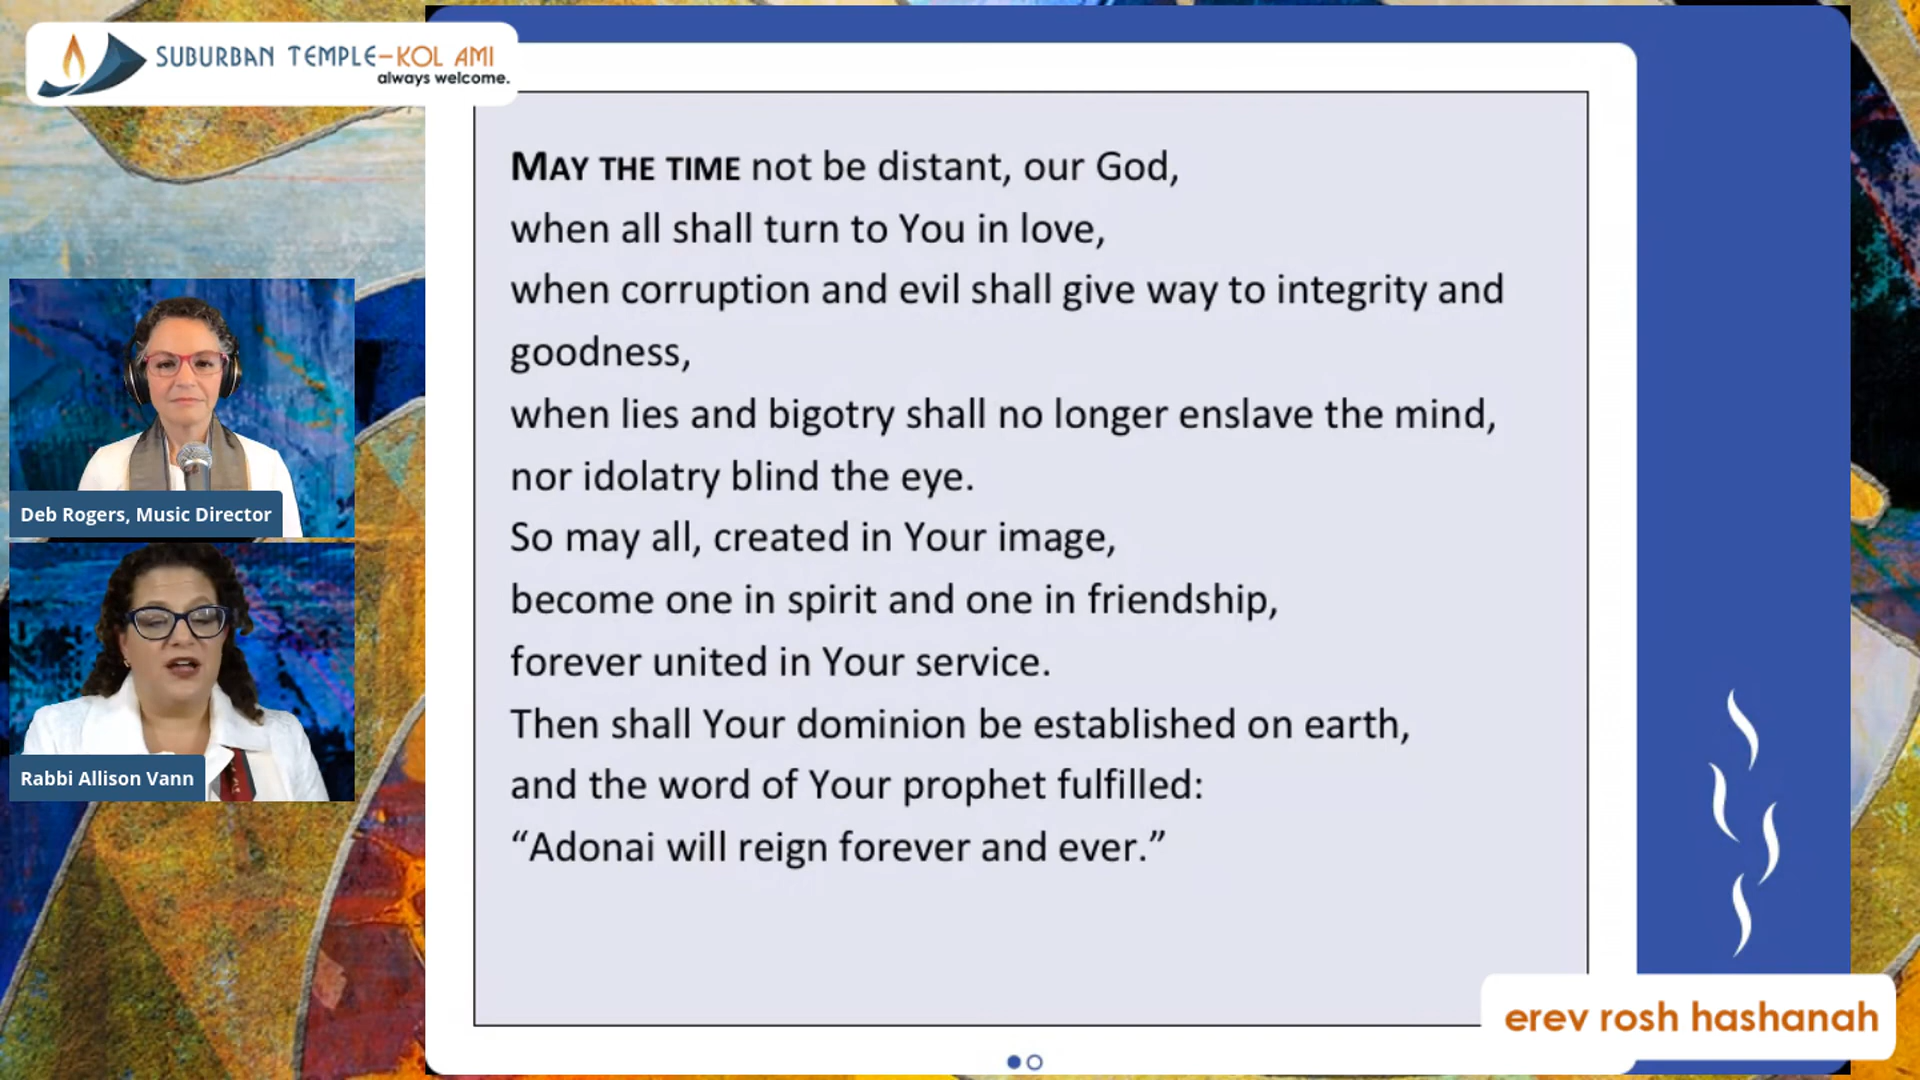 SUBURBAN TEMPLE-KOL AMI
always welcome.
MAY THE TIME not be distant, our God,
when all shall turn to You in love,
when corruption and evil shall give way to integrity and
goodness,
when lies and bigotry shall no longer enslave the mind,
nor idolatry blind the eye.
So may all, created in Your image,
become one in spirit and one in friendship,
forever united in Your service.
Then shall Your dominion be established on earth,
and the word of Your prophet fulfilled:
“Adonai will reign forever and ever.”
Deb Rogers, Music Director
Rabbi Allison Vann
erev rosh hashanah